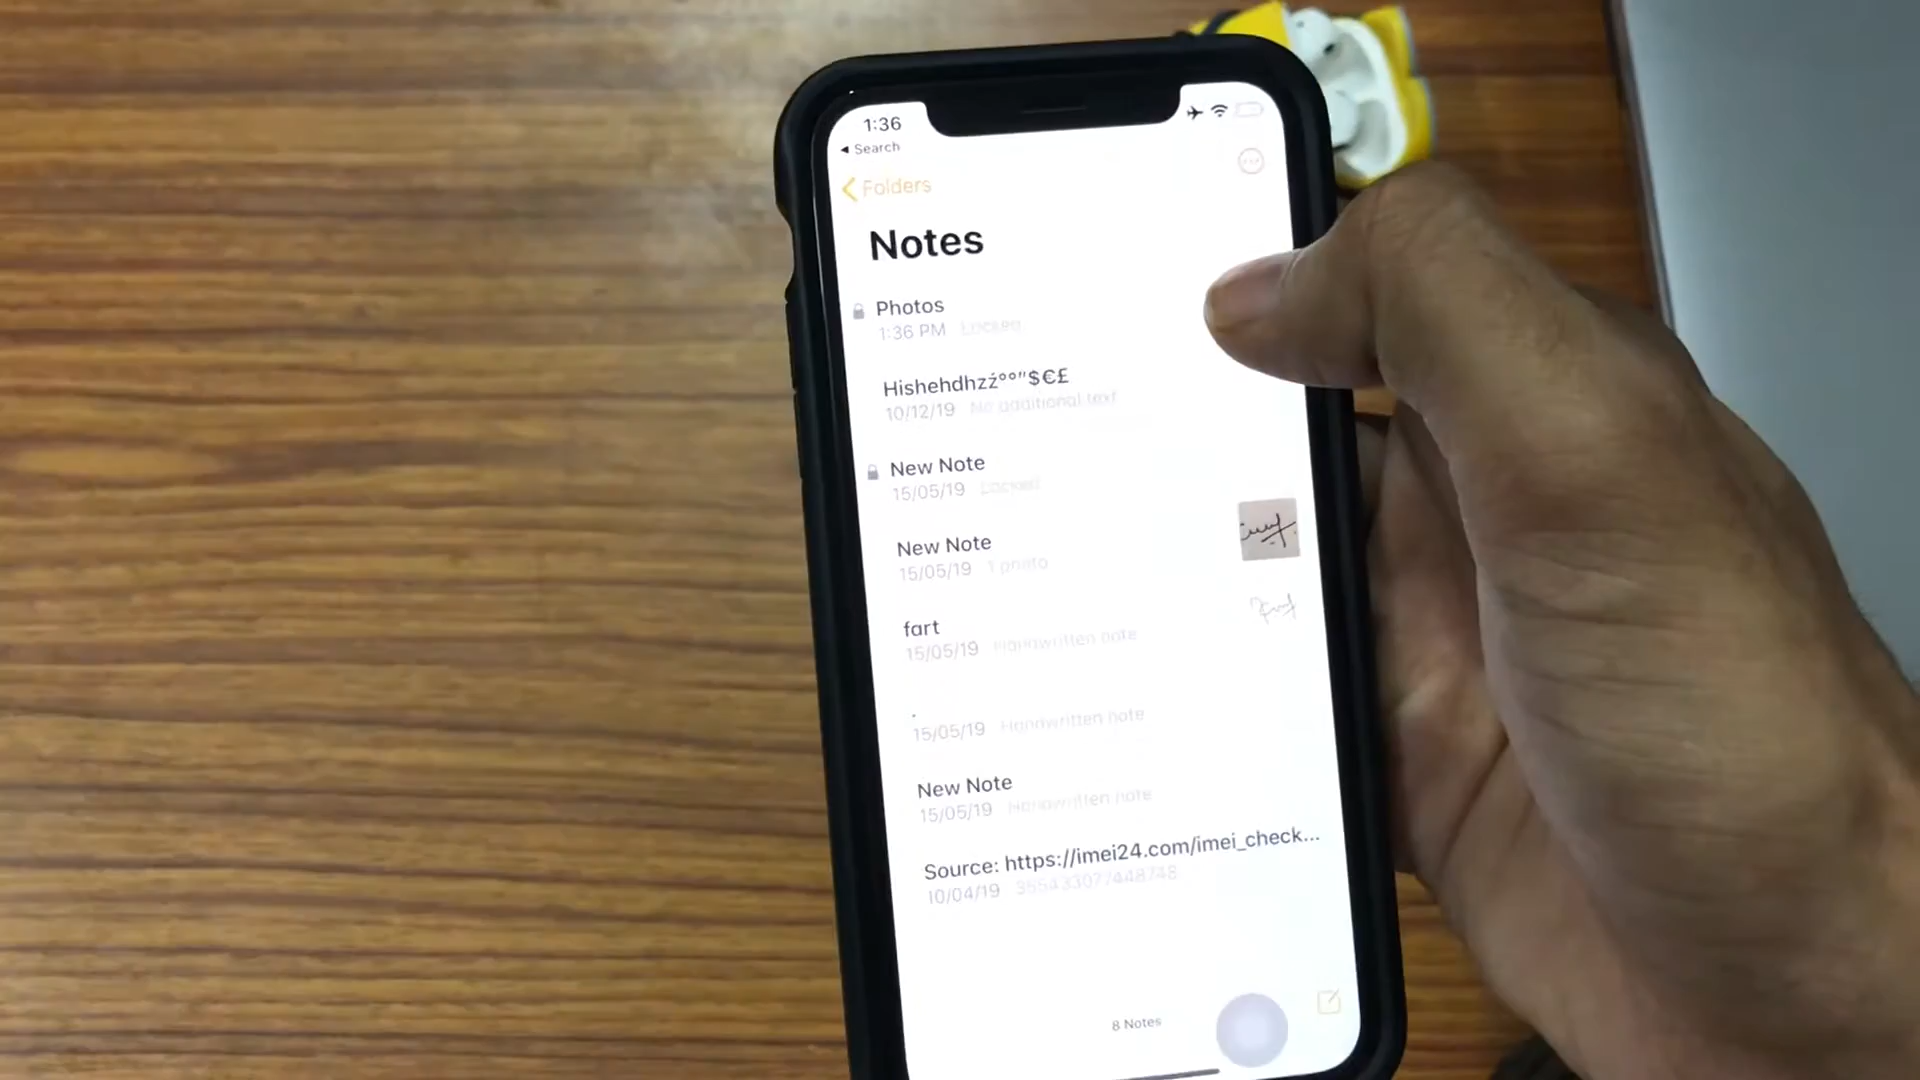 1:36
Search
Folders
Notes
Photos
1:36 PM Locked
Hishehdhzź°°"$€£
10/12/19 No additional text
New Note
15/05/19 Locked
New Note
15/05/19 1 photo
fart
15/05/19 Handwritten note
.
15/05/19 Handwritten note
New Note
15/05/19 Handwritten note
Source: https://imei24.com/imei_check...
10/04/19 355433077448748
8 Notes